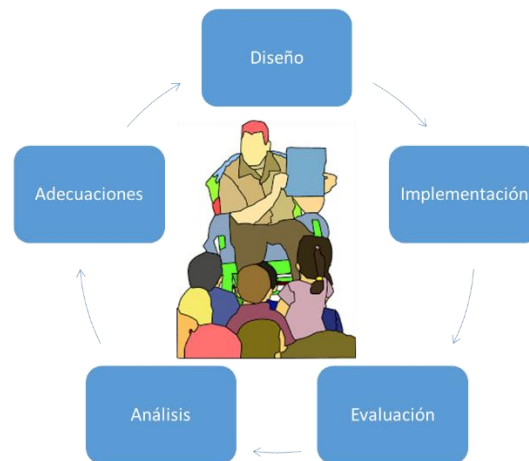 Diseño
Adecuaciones
Implementación
Análisis
Evaluación